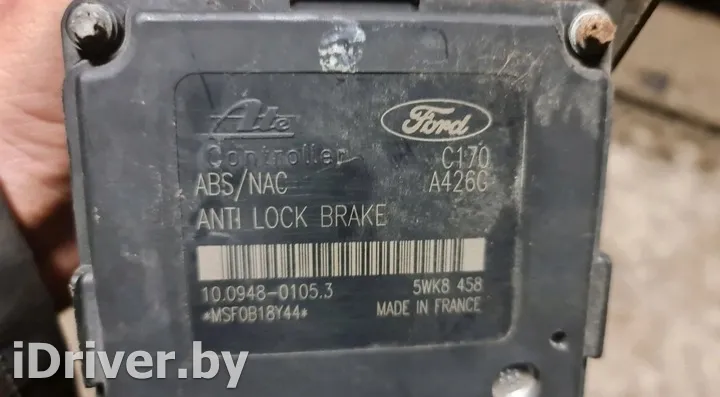 Ate
Ford
Controller
C170
ABS/NAC
A426G
ANTI LOCK BRAKE
10.0948-0105.3
5WK8 458
*MSF0B18Y44*
MADE IN FRANCE
iDriver.by